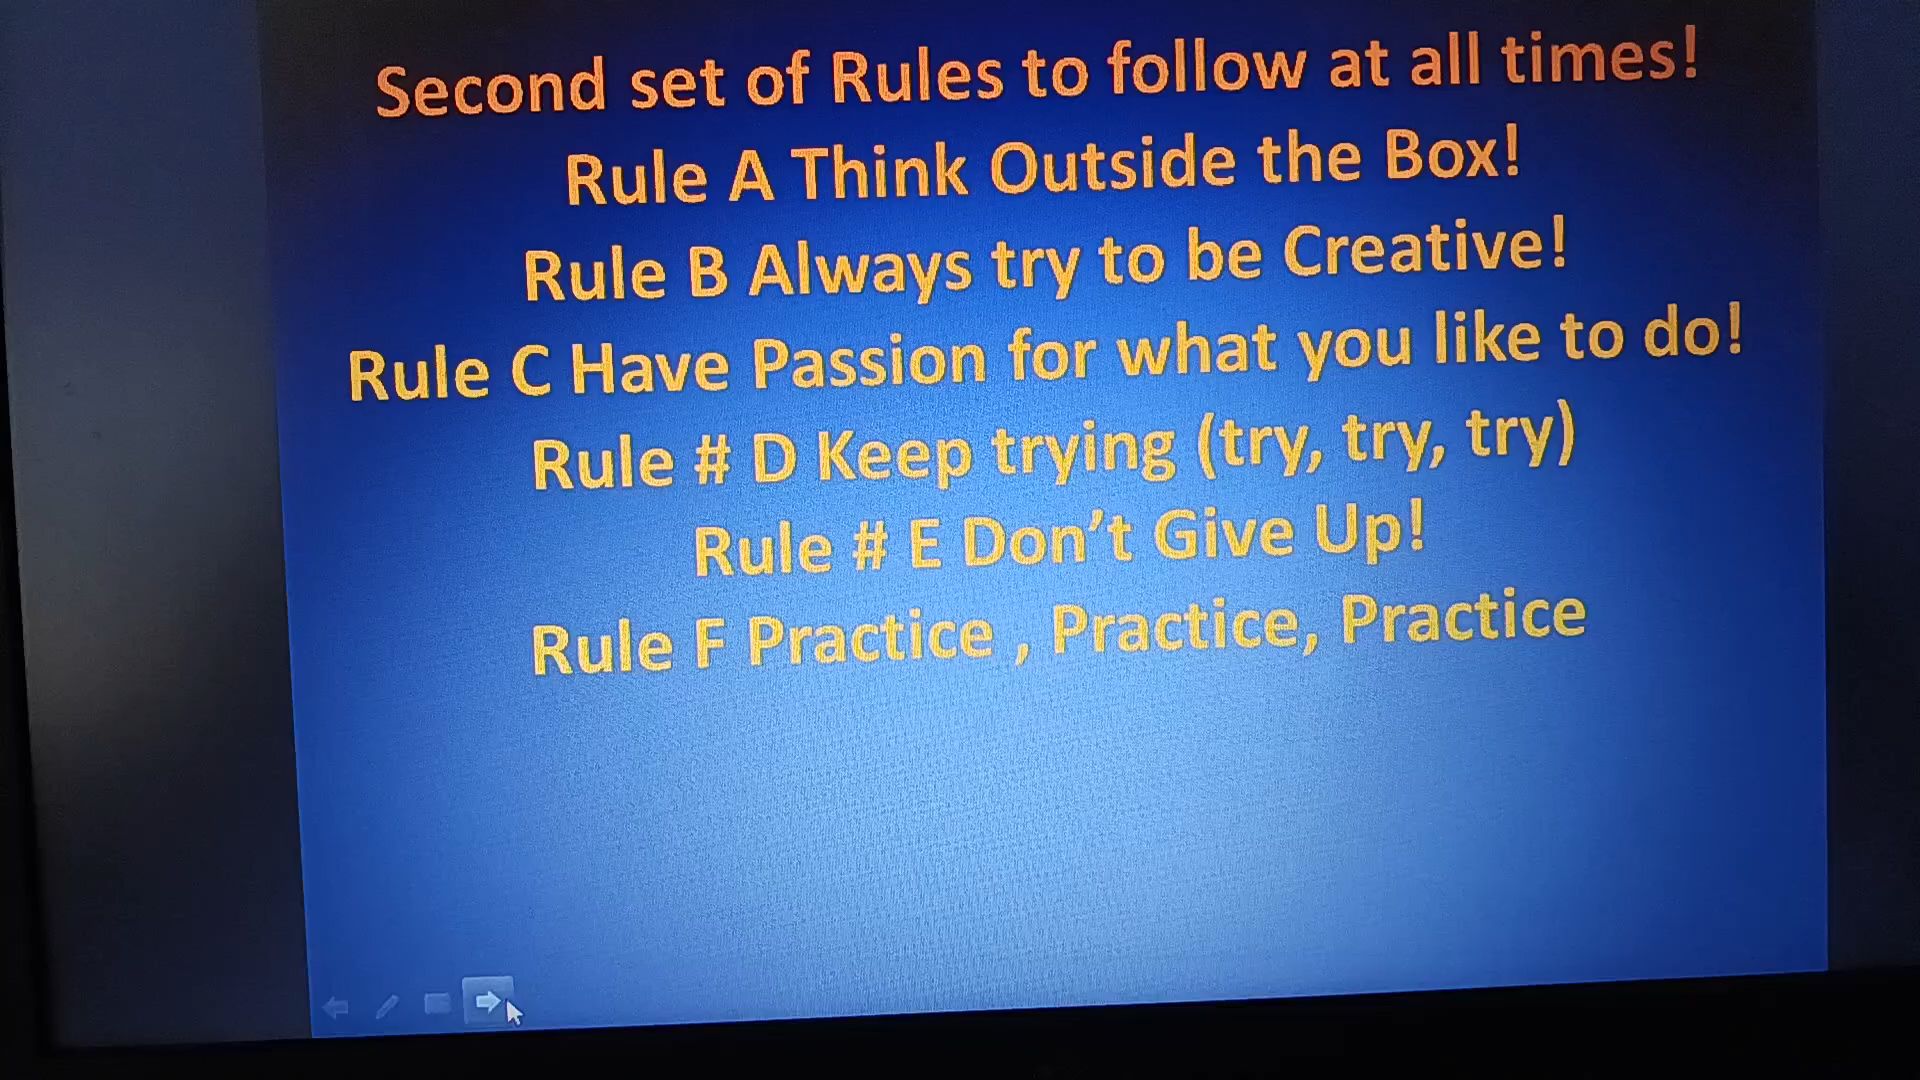 Second set of Rules to follow at all times!
Rule A Think Outside the Box!
Rule B Always try to be Creative!
Rule C Have Passion for what you like to do!
Rule # D Keep trying (try, try, try)
Rule # E Don’t Give Up!
Rule F Practice , Practice, Practice